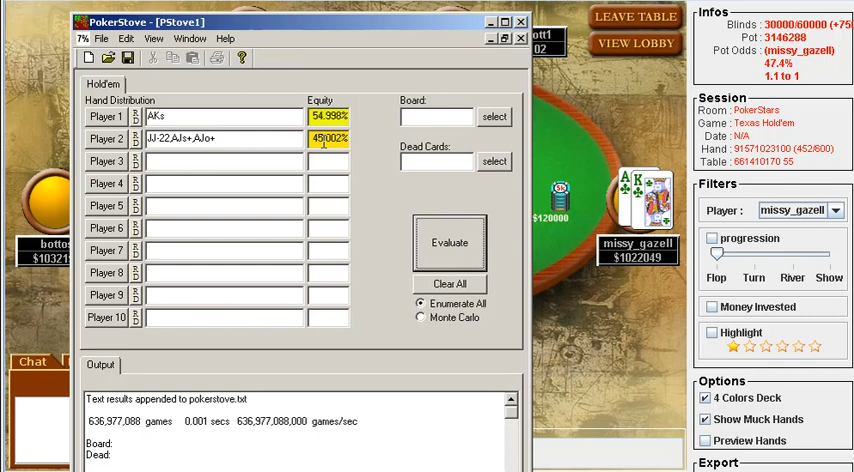 PokerStove - [PStove1]
7% File Edit View Window Help
Hold'em
Hand Distribution Equity
Player 1 R D AKs 54.998%
Player 2 R D JJ-22,AJs+,AJo+ 45.002%
Player 3 R D
Player 4 R D
Player 5 R D
Player 6 R D
Player 7 R D
Player 8 R D
Player 9 R D
Player 10 R D
Board:
select
Dead Cards:
select
Evaluate
Clear All
Enumerate All
Monte Carlo
Output
Text results appended to pokerstove.txt
636,977,088 games 0.001 secs 636,977,088,000 games/sec
Board:
Dead:
ott1
02
LEAVE TABLE
VIEW LOBBY
5k
$120000
A K
missy_gazell
$1022049
bottos
$103219
Chat
Infos
Blinds: 30000/60000 (+750
Pot: 3146288
Pot Odds: (missy_gazell)
47.4%
1.1 to 1
Session
Room: PokerStars
Game: Texas Hold'em
Date: N/A
Hand: 91571023100 (452/600)
Table: 661410170 55
Filters
Player: missy_gazell
progression
Flop Turn River Show
Money Invested
Highlight
Options
4 Colors Deck
Show Muck Hands
Preview Hands
Export